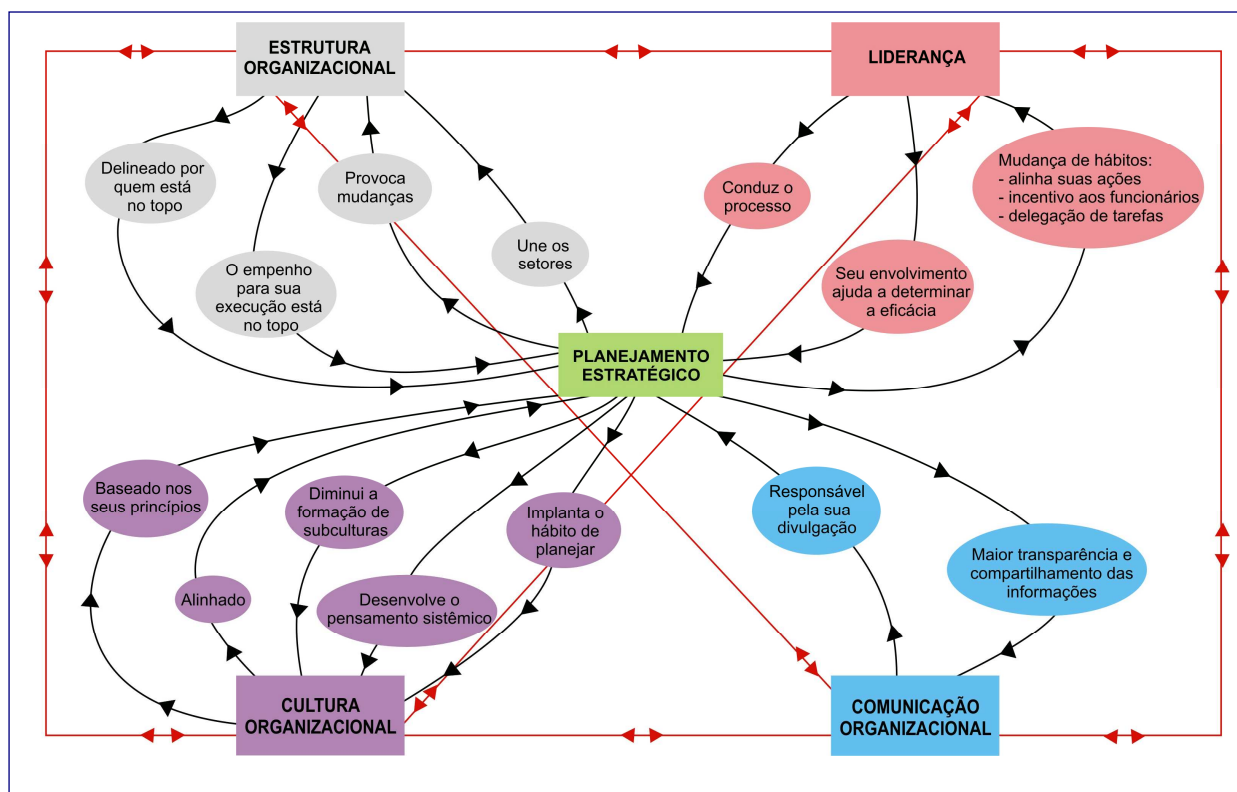 ESTRUTURA
ORGANIZACIONAL
LIDERANÇA
Delineado por
quem está
no topo
Provoca
mudanças
Conduz o
processo
Mudança de hábitos:
- alinha suas ações
- incentivo aos funcionários
- delegação de tarefas
O empenho
para sua
execução está
no topo
Une os
setores
Seu envolvimento
ajuda a determinar
a eficácia
PLANEJAMENTO
ESTRATÉGICO
Baseado nos
seus princípios
Diminui a
formação de
subculturas
Implanta o
hábito de
planejar
Responsável
pela sua
divulgação
Maior transparência e
compartilhamento das
informações
Alinhado
Desenvolve o
pensamento sistêmico
CULTURA
ORGANIZACIONAL
COMUNICAÇÃO
ORGANIZACIONAL